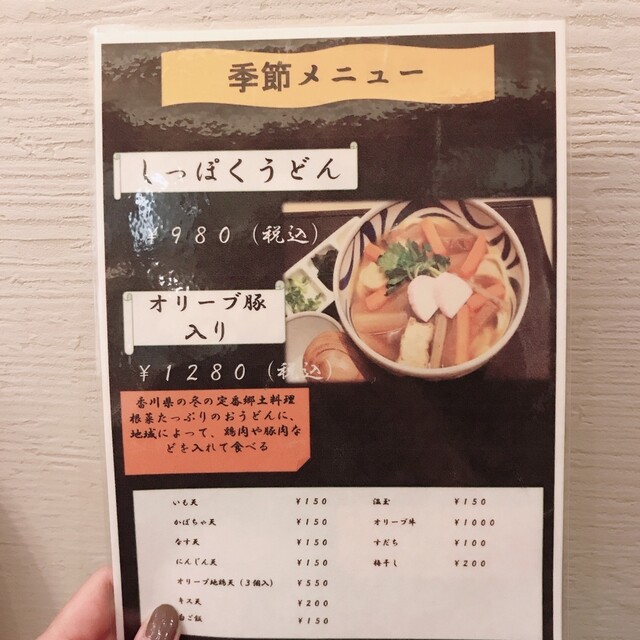 季節メニュー
しっぽくうどん
¥980（税込）
オリーブ豚
入り
¥1280（税込）
香川県の冬の定番郷土料理
根菜たっぷりのおうどんに、
地域によって、鶏肉や豚肉な
どを入れて食べる
いも天 ¥150
かぼちゃ天 ¥150
なす天 ¥150
にんじん天 ¥150
オリーブ地鶏天（3個入） ¥550
キス天 ¥200
白ご飯 ¥150
温玉 ¥150
オリーブ牛 ¥1000
すだち ¥100
梅干し ¥200